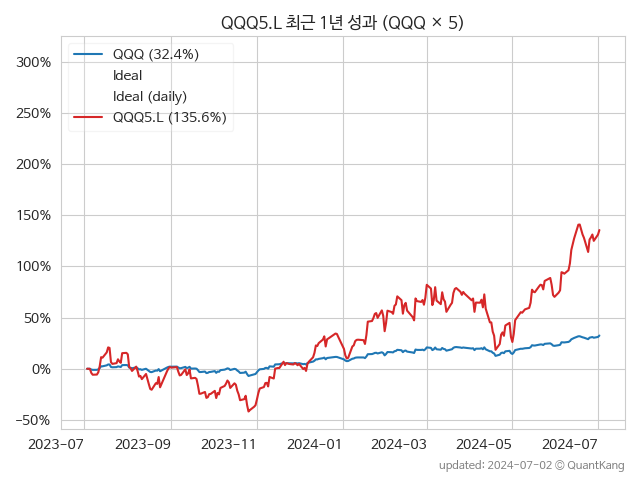 QQQ5.L 최근 1년 성과 (QQQ × 5)
QQQ (32.4%)
Ideal
Ideal (daily)
QQQ5.L (135.6%)
300%
250%
200%
150%
100%
50%
0%
−50%
2023-07
2023-09
2023-11
2024-01
2024-03
2024-05
2024-07
updated: 2024-07-02 © QuantKang